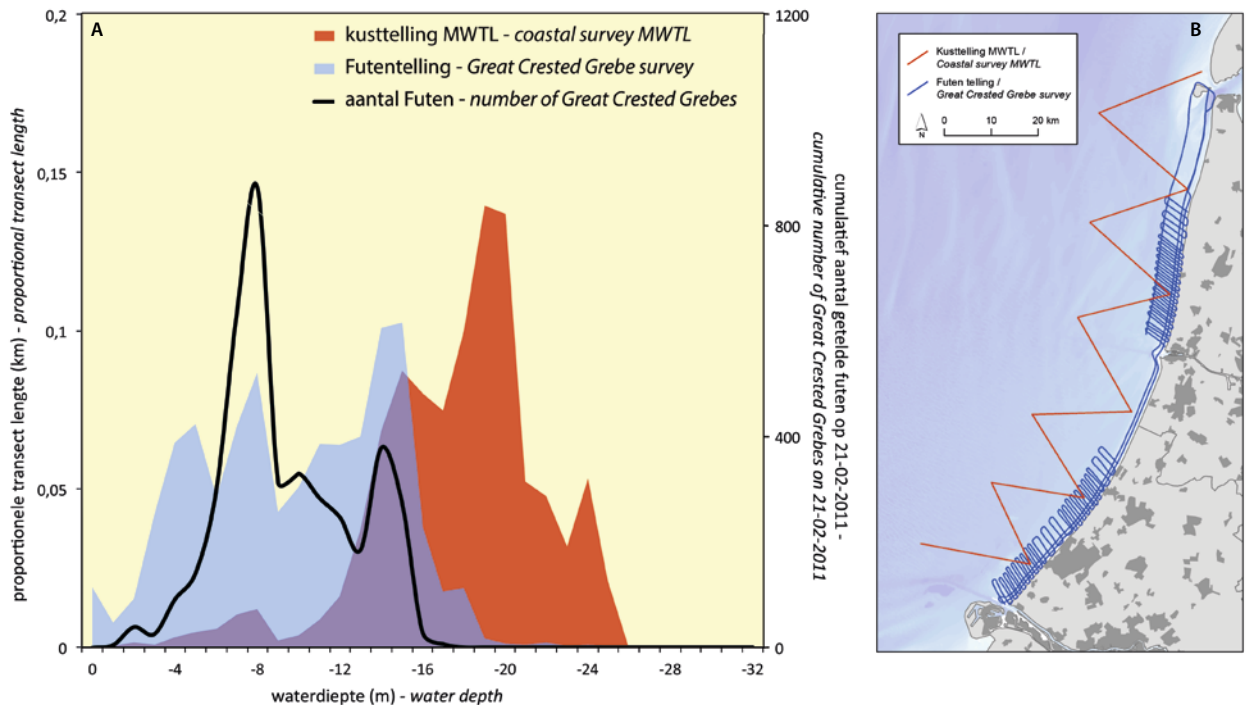 A
kusttelling MWTL - coastal survey MWTL
Futentelling - Great Crested Grebe survey
aantal Futen - number of Great Crested Grebes
proportionele transect lengte (km) - proportional transect length
0,2
0,15
0,1
0,05
0
1200
800
400
0
cumulatief aantal getelde futen op 21-02-2011 -
cumulative number of Great Crested Grebes on 21-02-2011
0 -4 -8 -12 -16 -20 -24 -28 -32
waterdiepte (m) - water depth
B
Kusttelling MWTL /
Coastal survey MWTL
Futen telling /
Great Crested Grebe survey
N
0 10 20 km